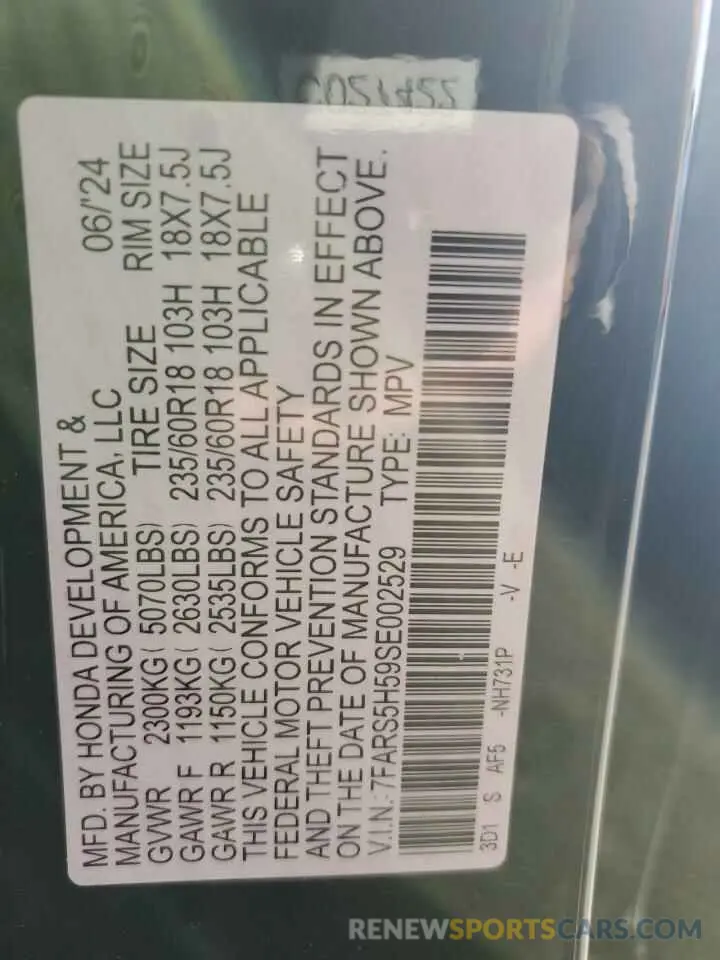 C051455
MFD. BY HONDA DEVELOPMENT &
MANUFACTURING OF AMERICA, LLC 06/'24
GVWR 2300KG( 5070LBS) TIRE SIZE RIM SIZE
GAWR F 1193KG( 2630LBS) 235/60R18 103H 18X7.5J
GAWR R 1150KG( 2535LBS) 235/60R18 103H 18X7.5J
THIS VEHICLE CONFORMS TO ALL APPLICABLE
FEDERAL MOTOR VEHICLE SAFETY
AND THEFT PREVENTION STANDARDS IN EFFECT
ON THE DATE OF MANUFACTURE SHOWN ABOVE.
V.I.N.: 7FARS5H59SE002529 TYPE: MPV
3D1 S AF5 -NH731P -V -E
RENEWSPORTSCARS.COM